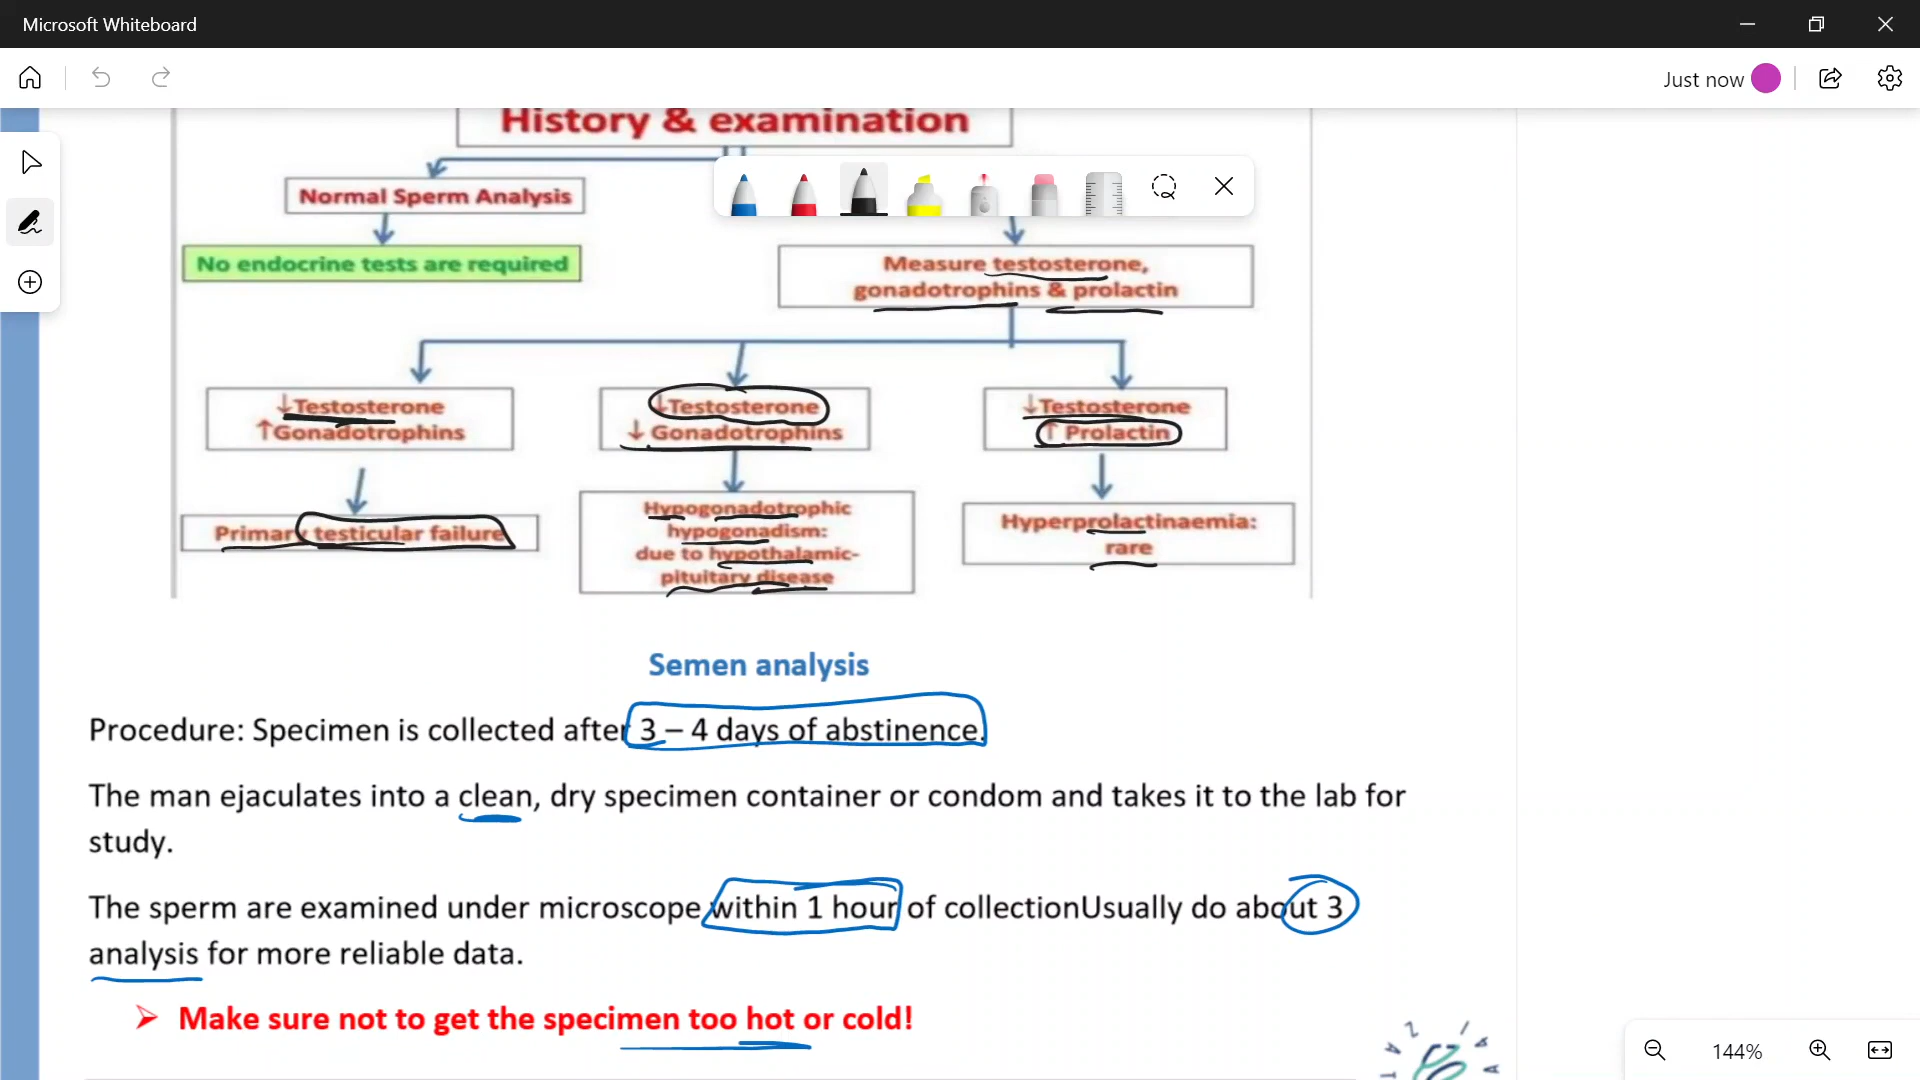 Microsoft Whiteboard
Just now
History & examination
Normal Sperm Analysis
No endocrine tests are required
Measure testosterone,
gonadotrophins & prolactin
↓Testosterone
↑Gonadotrophins
↓Testosterone
↓ Gonadotrophins
↓Testosterone
↑ Prolactin
Primary testicular failure
Hypogonadotrophic
hypogonadism:
due to hypothalamic-
pituitary disease
Hyperprolactinaemia:
rare
Semen analysis
Procedure: Specimen is collected after 3 – 4 days of abstinence.
The man ejaculates into a clean, dry specimen container or condom and takes it to the lab for
study.
The sperm are examined under microscope within 1 hour of collectionUsually do about 3
analysis for more reliable data.
➢ Make sure not to get the specimen too hot or cold!
144%